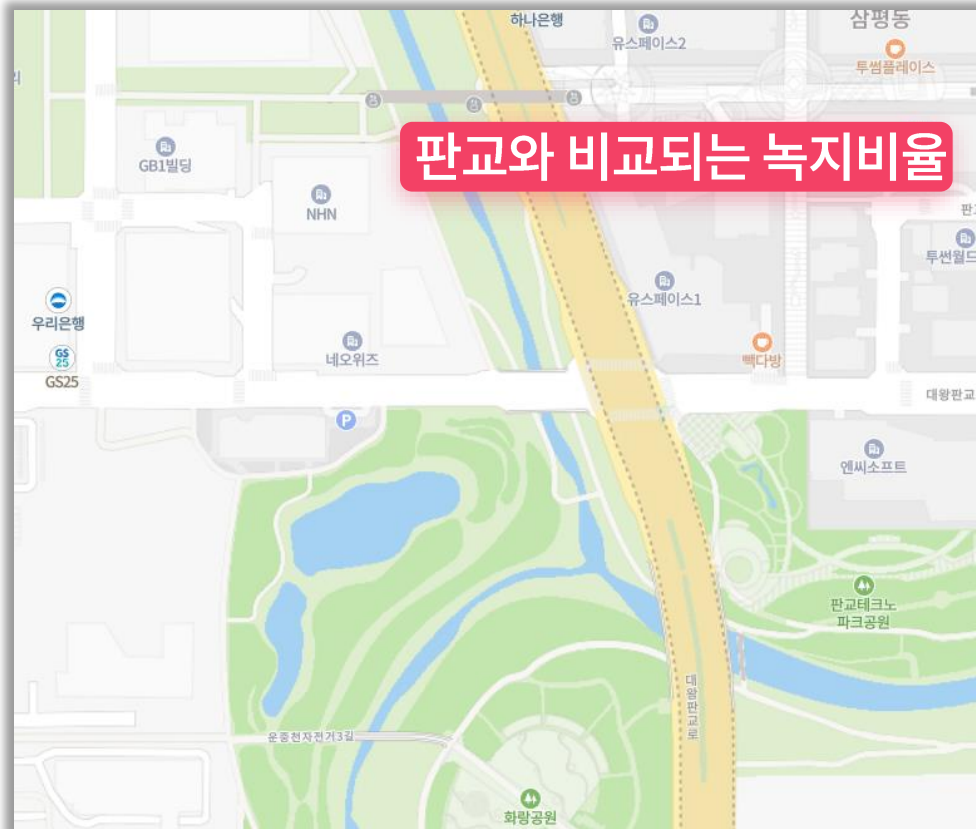 하나은행
삼평동
유스페이스2
투썸플레이스
GB1빌딩
판교와 비교되는 녹지비율
NHN
투썬월드
유스페이스1
우리은행
네오위즈
빽다방
GS
25
GS25
대왕판교
P
엔씨소프트
판교테크노
파크공원
대왕판교로
운중천자전거3길
화랑공원